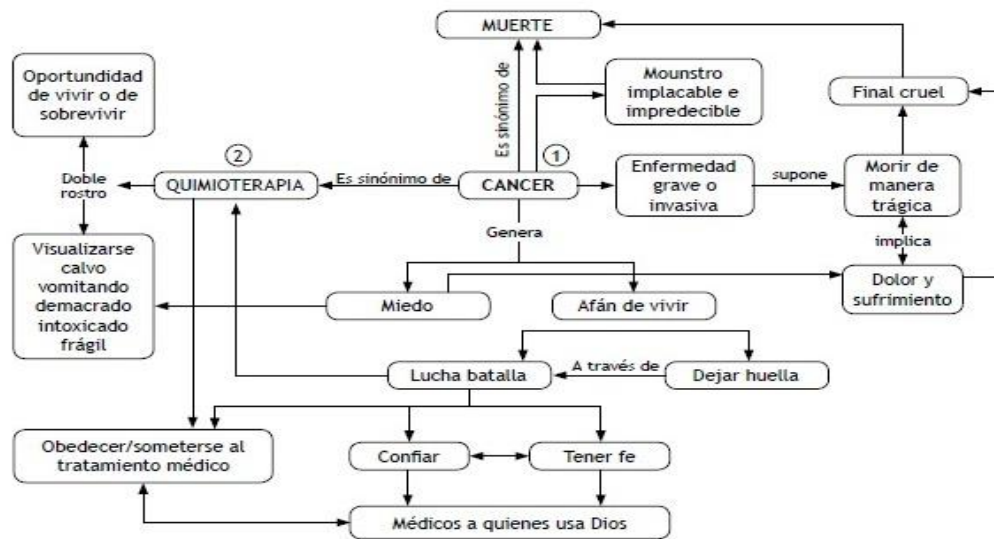 MUERTE
Oportundidad
de vivir o de
sobrevivir
Es sinónimo de
Mounstro
implacable e
impredecible
Final cruel
2
1
Doble
rostro
QUIMIOTERAPIA
Es sinónimo de
CANCER
Enfermedad
grave o
invasiva
supone
Morir de
manera
trágica
Genera
implica
Visualizarse
calvo
vomitando
demacrado
intoxicado
frágil
Miedo
Afán de vivir
Dolor y
sufrimiento
Lucha batalla
A través de
Dejar huella
Obedecer/someterse al
tratamiento médico
Confiar
Tener fe
Médicos a quienes usa Dios